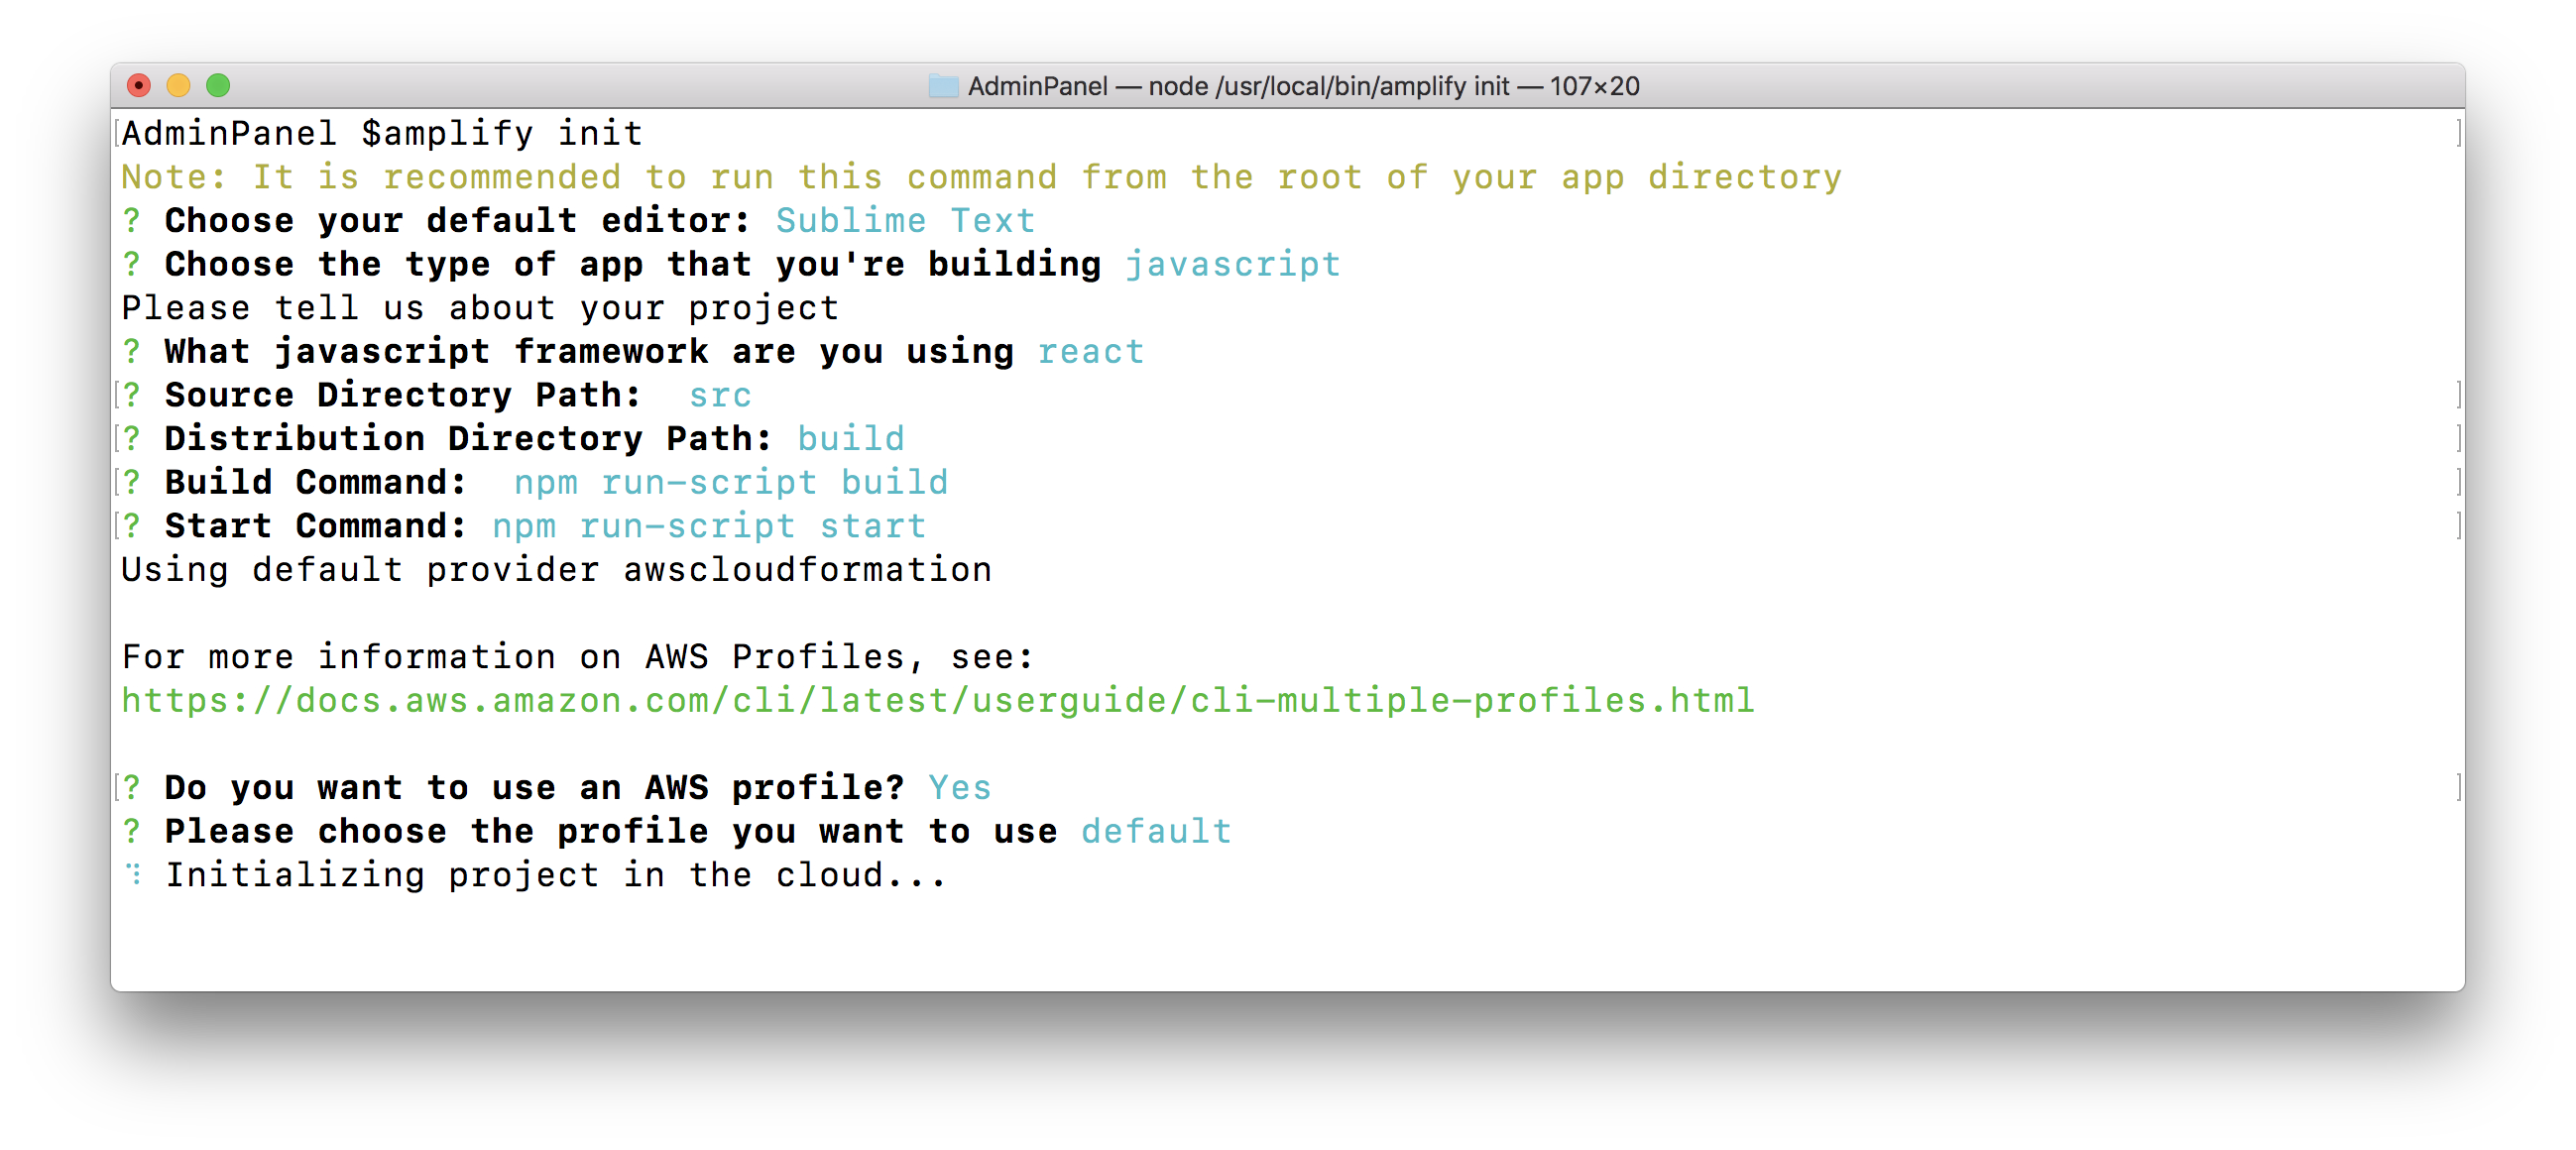 AdminPanel — node /usr/local/bin/amplify init — 107×20
[AdminPanel $amplify init ]
Note: It is recommended to run this command from the root of your app directory
? Choose your default editor: Sublime Text
? Choose the type of app that you're building javascript
Please tell us about your project
? What javascript framework are you using react
[? Source Directory Path:  src ]
[? Distribution Directory Path: build ]
[? Build Command:  npm run-script build ]
[? Start Command: npm run-script start ]
Using default provider awscloudformation
For more information on AWS Profiles, see:
https://docs.aws.amazon.com/cli/latest/userguide/cli-multiple-profiles.html
[? Do you want to use an AWS profile? Yes ]
? Please choose the profile you want to use default
⠹ Initializing project in the cloud...